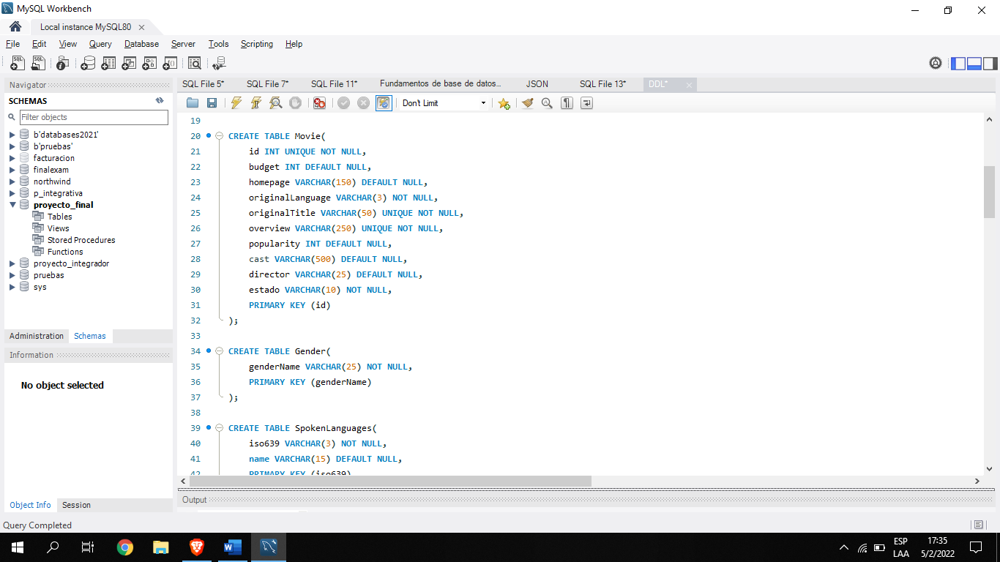 MySQL Workbench
Local instance MySQL80
File Edit View Query Database Server Tools Scripting Help
Navigator
SCHEMAS
Filter objects
b'databases2021'
b'pruebas'
facturacion
finalexam
northwind
p_integrativa
proyecto_final
Tables
Views
Stored Procedures
Functions
proyecto_integrador
pruebas
sys
Administration Schemas
Information
No object selected
Object Info Session
SQL File 5* SQL File 7* SQL File 11* Fundamentos de base de datos... JSON SQL File 13* DDL*
Don't Limit
19
20 CREATE TABLE Movie(
21 id INT UNIQUE NOT NULL,
22 budget INT DEFAULT NULL,
23 homepage VARCHAR(150) DEFAULT NULL,
24 originalLanguage VARCHAR(3) NOT NULL,
25 originalTitle VARCHAR(50) UNIQUE NOT NULL,
26 overview VARCHAR(250) UNIQUE NOT NULL,
27 popularity INT DEFAULT NULL,
28 cast VARCHAR(500) DEFAULT NULL,
29 director VARCHAR(25) DEFAULT NULL,
30 estado VARCHAR(10) NOT NULL,
31 PRIMARY KEY (id)
32 );
33
34 CREATE TABLE Gender(
35 genderName VARCHAR(25) NOT NULL,
36 PRIMARY KEY (genderName)
37 );
38
39 CREATE TABLE SpokenLanguages(
40 iso639 VARCHAR(3) NOT NULL,
41 name VARCHAR(15) DEFAULT NULL,
42 PRIMARY KEY (iso639)
Output
Query Completed
ESP
LAA
17:35
5/2/2022